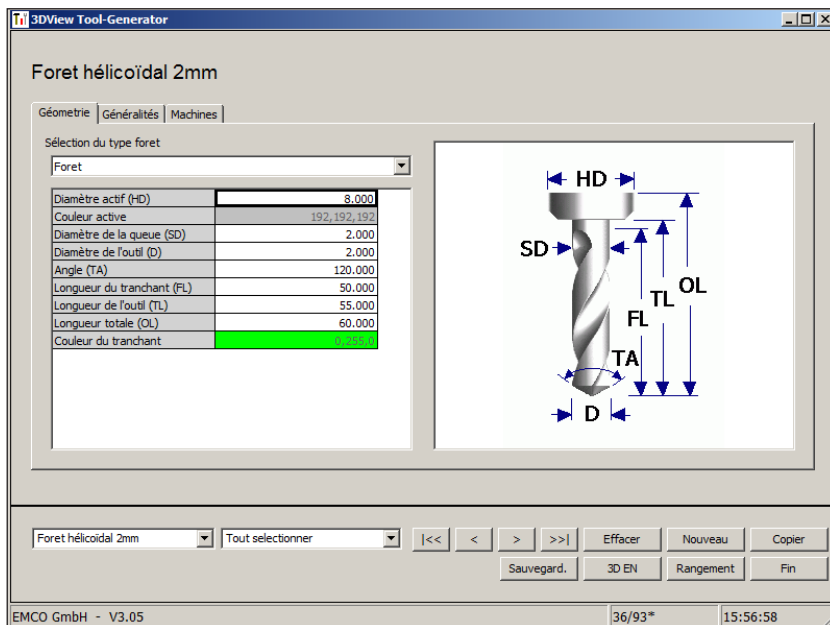 3DView Tool-Generator
Foret hélicoïdal 2mm
Géometrie Généralités Machines
Sélection du type foret
Foret
Diamètre actif (HD) 8.000
Couleur active 192,192,192
Diamètre de la queue (SD) 2.000
Diamètre de l'outil (D) 2.000
Angle (TA) 120.000
Longueur du tranchant (FL) 50.000
Longueur de l'outil (TL) 55.000
Longueur totale (OL) 60.000
Couleur du tranchant 0,255,0
HD
SD
OL
TL
FL
TA
D
Foret hélicoïdal 2mm Tout selectionner |<< < > >>| Effacer Nouveau Copier
Sauvegard. 3D EN Rangement Fin
EMCO GmbH - V3.05 36/93* 15:56:58